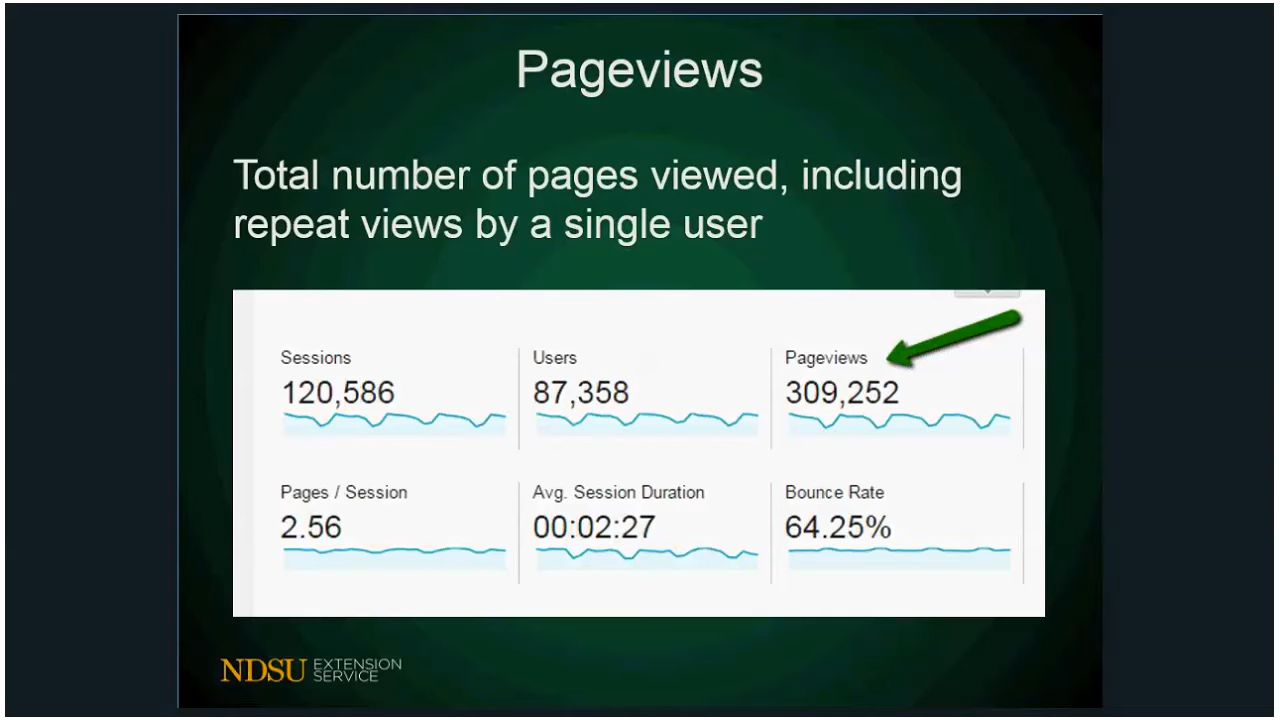 Pageviews
Total number of pages viewed, including
repeat views by a single user
Sessions
120,586
Users
87,358
Pageviews
309,252
Pages / Session
2.56
Avg. Session Duration
00:02:27
Bounce Rate
64.25%
NDSU EXTENSION
SERVICE